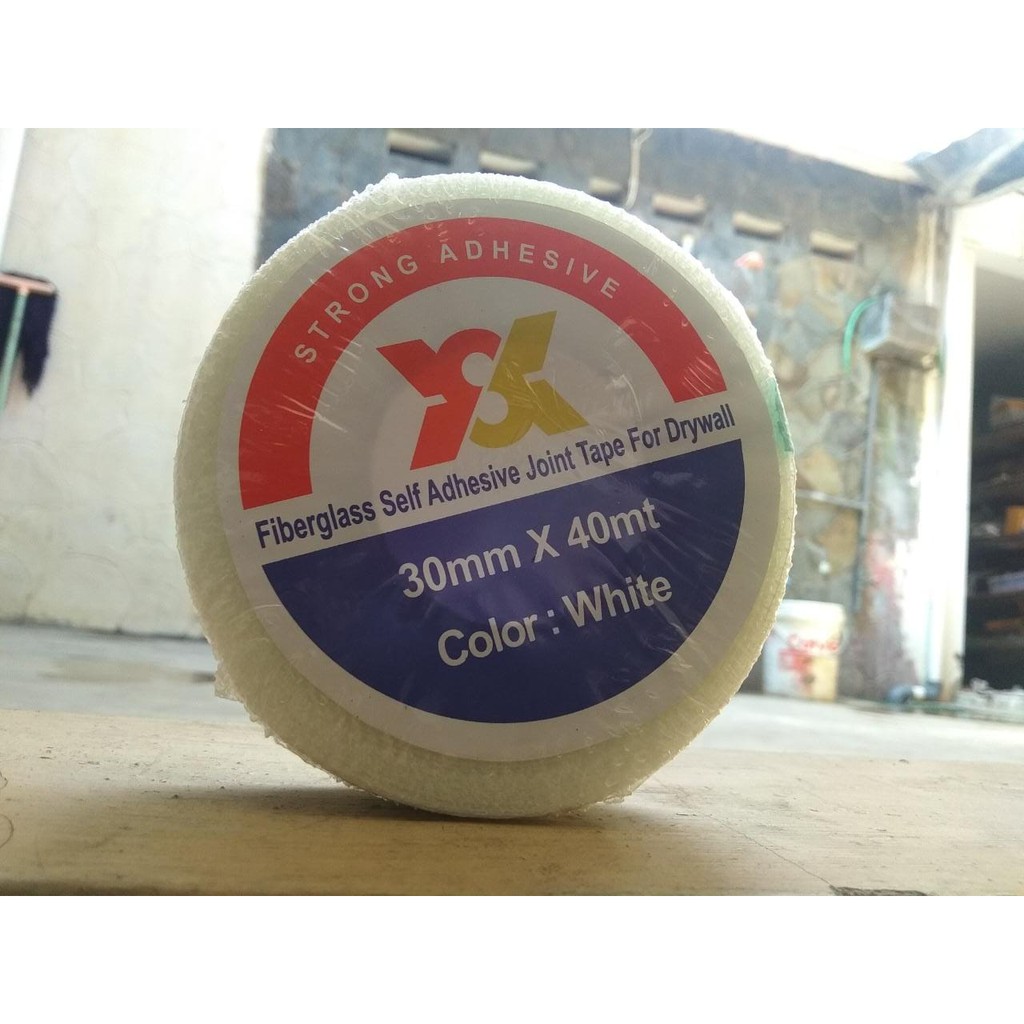 STRONG ADHESIVE
Fiberglass Self Adhesive Joint Tape For Drywall
30mm X 40mt
Color : White